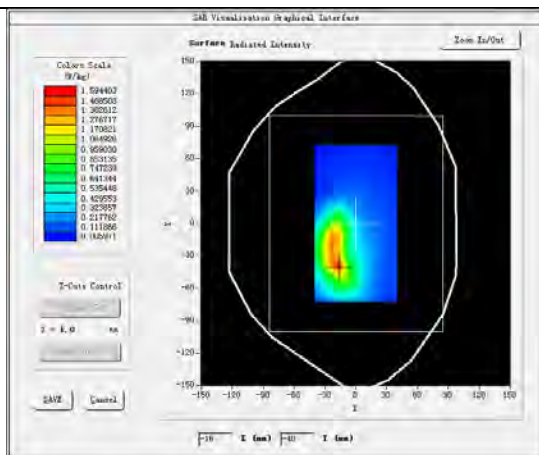 SAR Visualisation Graphical Interface
Surface Radiated Intensity
Zoom In/Out
Colors Scale
(W/kg)
1.594403
1.488508
1.382612
1.276717
1.170821
1.064926
0.959030
0.853135
0.747239
0.641344
0.535448
0.429553
0.323657
0.217762
0.111866
0.005971
150
120
90
60
30
0
-30
-60
-90
-120
-150
Y
-150 -120 -90 -60 -30 0 30 60 90 120 150
X
Z-Cuts Control
mm
SAVE
Cancel
-16 X (mm) -40 Y (mm)